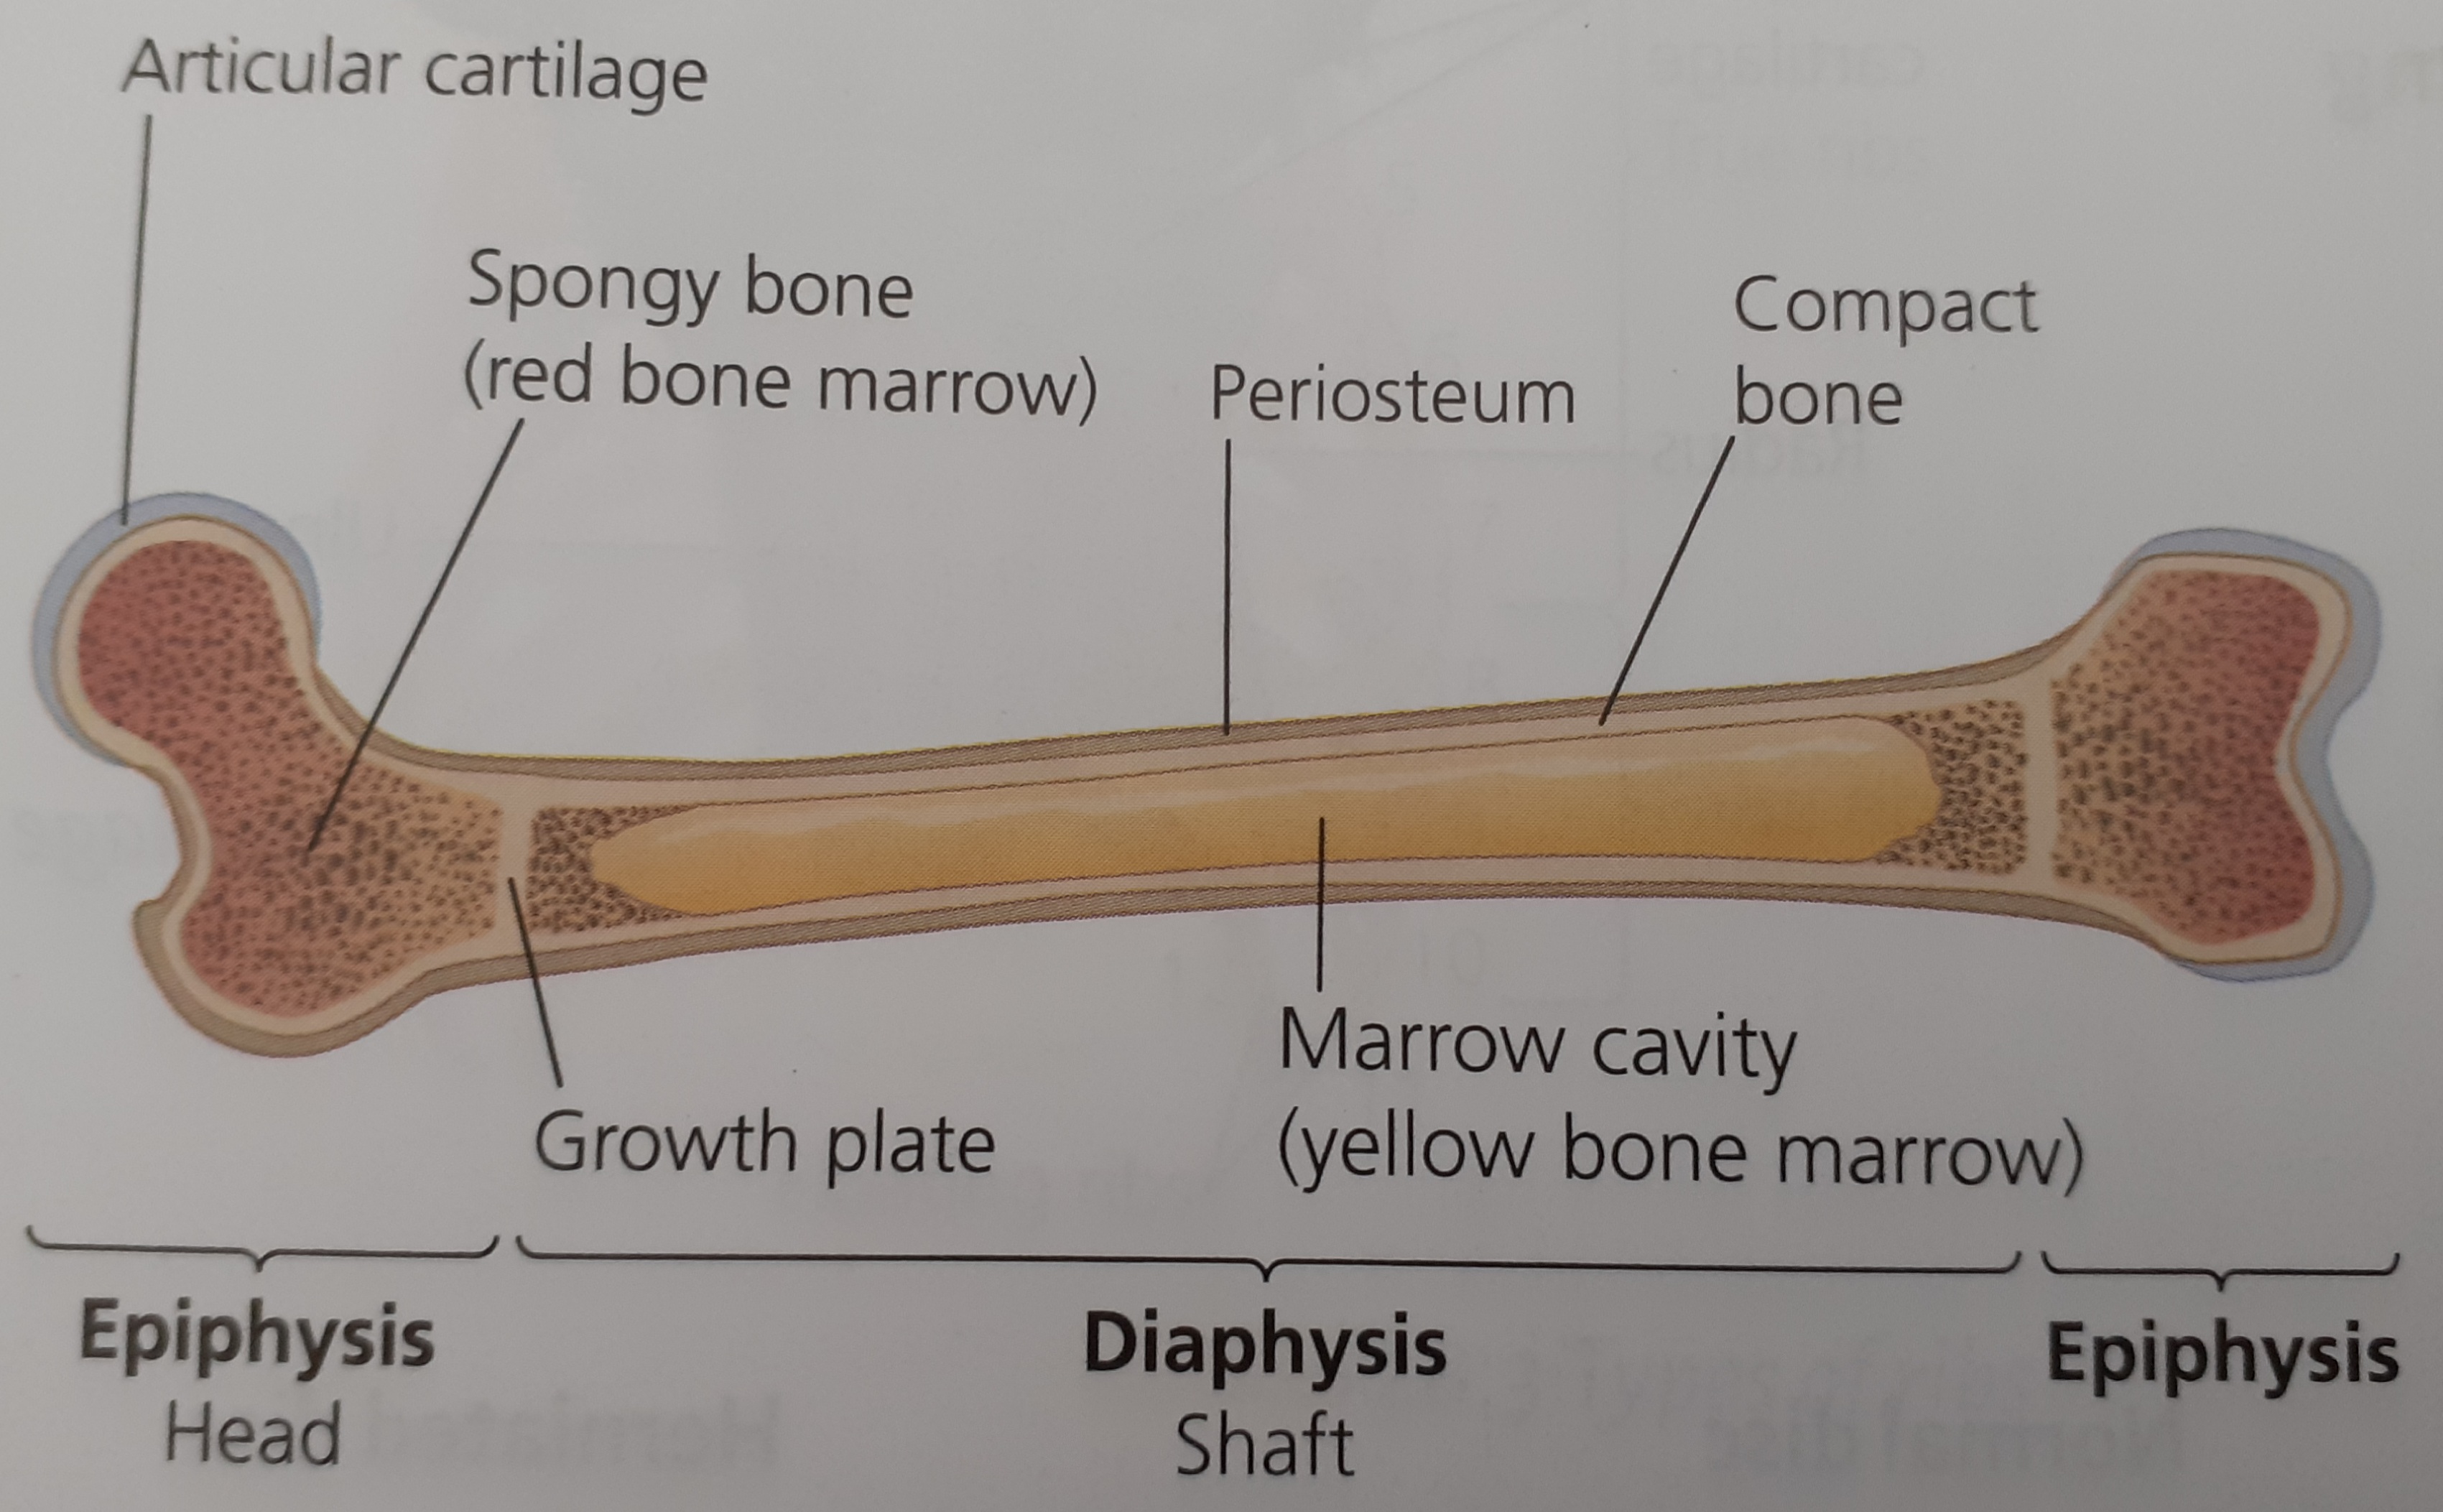 Articular cartilage
Spongy bone
(red bone marrow)
Periosteum
Compact
bone
Growth plate
Marrow cavity
(yellow bone marrow)
Epiphysis
Head
Diaphysis
Shaft
Epiphysis